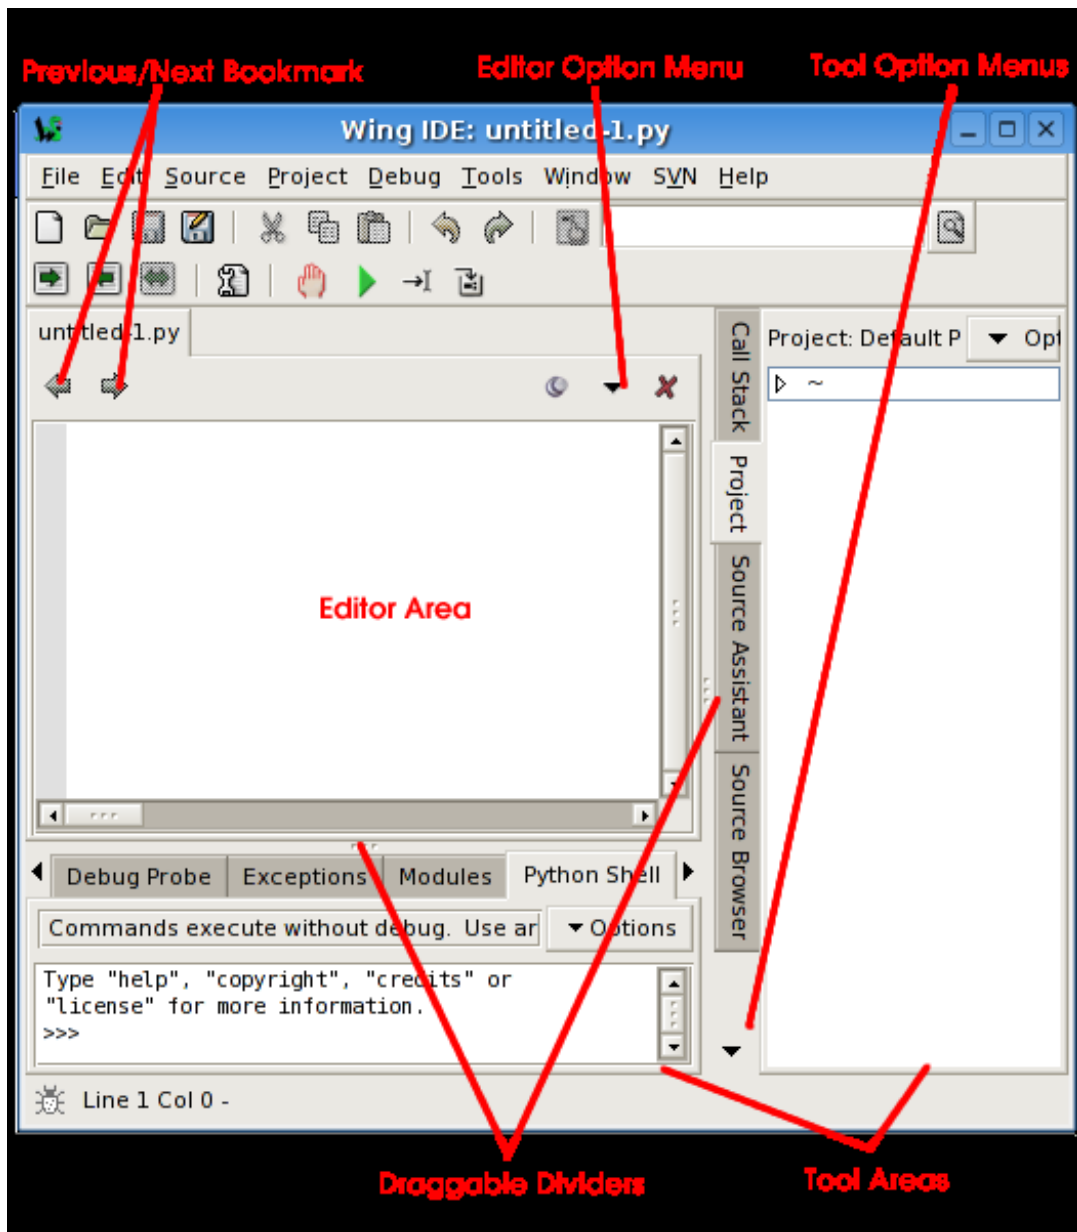 Previous/Next Bookmark
Editor Option Menu
Tool Option Menus
Wing IDE: untitled-1.py
File Edit Source Project Debug Tools Window SVN Help
untitled-1.py
Call Stack
Project
Source Assistant
Source Browser
Project: Default P
Opt
~
Editor Area
Debug Probe Exceptions Modules Python Shell
Commands execute without debug. Use ar
Options
Type "help", "copyright", "credits" or
"license" for more information.
>>>
Line 1 Col 0 -
Draggable Dividers
Tool Areas